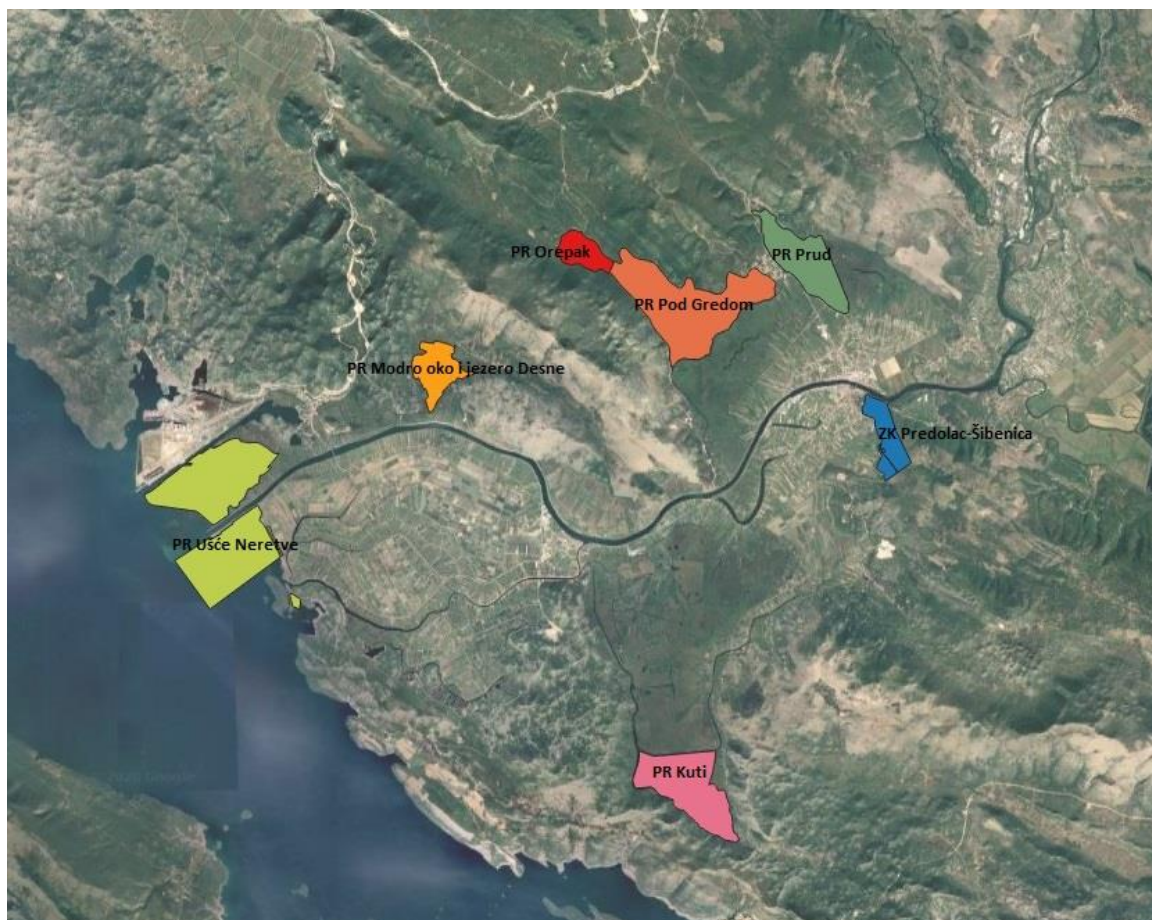 PR Orepak
PR Prud
PR Pod Gredom
PR Modro oko i jezero Desne
ZK Predolac-Šibenica
PR Ušće Neretve
PR Kuti